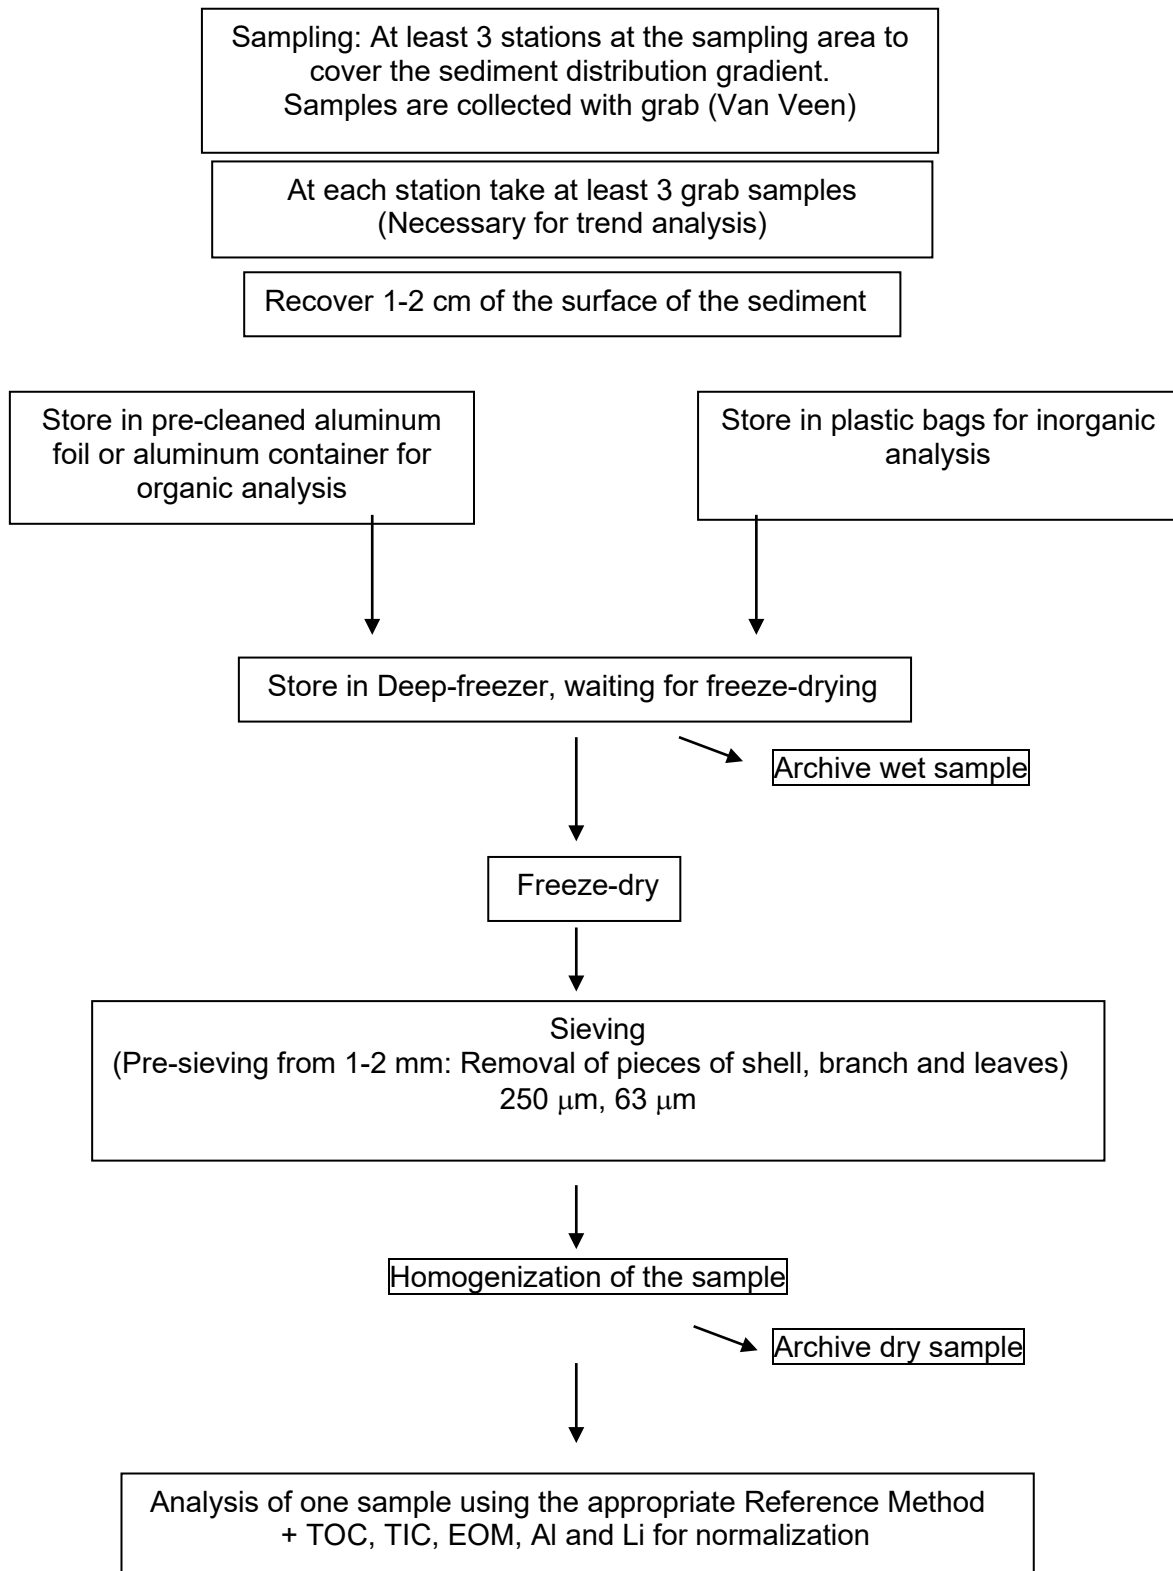 Sampling: At least 3 stations at the sampling area to
cover the sediment distribution gradient.
Samples are collected with grab (Van Veen)
At each station take at least 3 grab samples
(Necessary for trend analysis)
Recover 1-2 cm of the surface of the sediment
Store in pre-cleaned aluminum
foil or aluminum container for
organic analysis
Store in plastic bags for inorganic
analysis
Store in Deep-freezer, waiting for freeze-drying
Archive wet sample
Freeze-dry
Sieving
(Pre-sieving from 1-2 mm: Removal of pieces of shell, branch and leaves)
250 μm, 63 μm
Homogenization of the sample
Archive dry sample
Analysis of one sample using the appropriate Reference Method
+ TOC, TIC, EOM, Al and Li for normalization